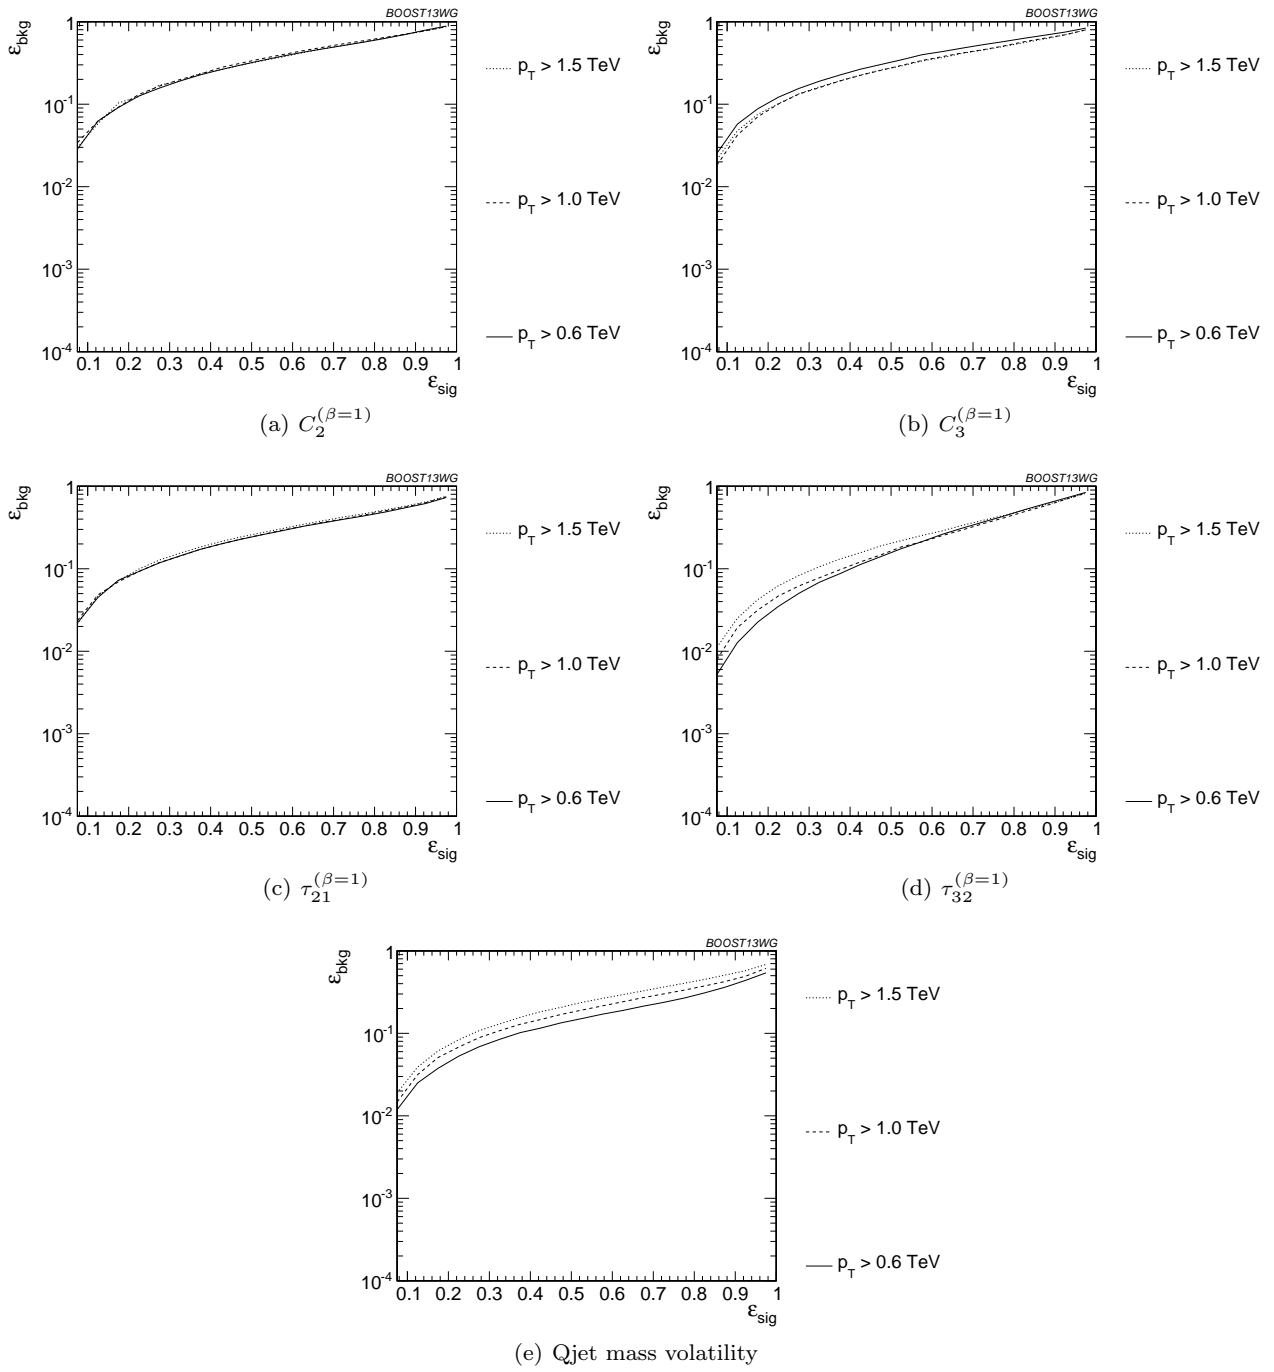 BOOST13WG
ε_bkg
1
10^-1
10^-2
10^-3
10^-4
0.1 0.2 0.3 0.4 0.5 0.6 0.7 0.8 0.9 1
ε_sig
p_T > 1.5 TeV
p_T > 1.0 TeV
p_T > 0.6 TeV
(a) C_2^(β=1)
BOOST13WG
ε_bkg
1
10^-1
10^-2
10^-3
10^-4
0.1 0.2 0.3 0.4 0.5 0.6 0.7 0.8 0.9 1
ε_sig
p_T > 1.5 TeV
p_T > 1.0 TeV
p_T > 0.6 TeV
(b) C_3^(β=1)
BOOST13WG
ε_bkg
1
10^-1
10^-2
10^-3
10^-4
0.1 0.2 0.3 0.4 0.5 0.6 0.7 0.8 0.9 1
ε_sig
p_T > 1.5 TeV
p_T > 1.0 TeV
p_T > 0.6 TeV
(c) τ_21^(β=1)
BOOST13WG
ε_bkg
1
10^-1
10^-2
10^-3
10^-4
0.1 0.2 0.3 0.4 0.5 0.6 0.7 0.8 0.9 1
ε_sig
p_T > 1.5 TeV
p_T > 1.0 TeV
p_T > 0.6 TeV
(d) τ_32^(β=1)
BOOST13WG
ε_bkg
1
10^-1
10^-2
10^-3
10^-4
0.1 0.2 0.3 0.4 0.5 0.6 0.7 0.8 0.9 1
ε_sig
p_T > 1.5 TeV
p_T > 1.0 TeV
p_T > 0.6 TeV
(e) Qjet mass volatility